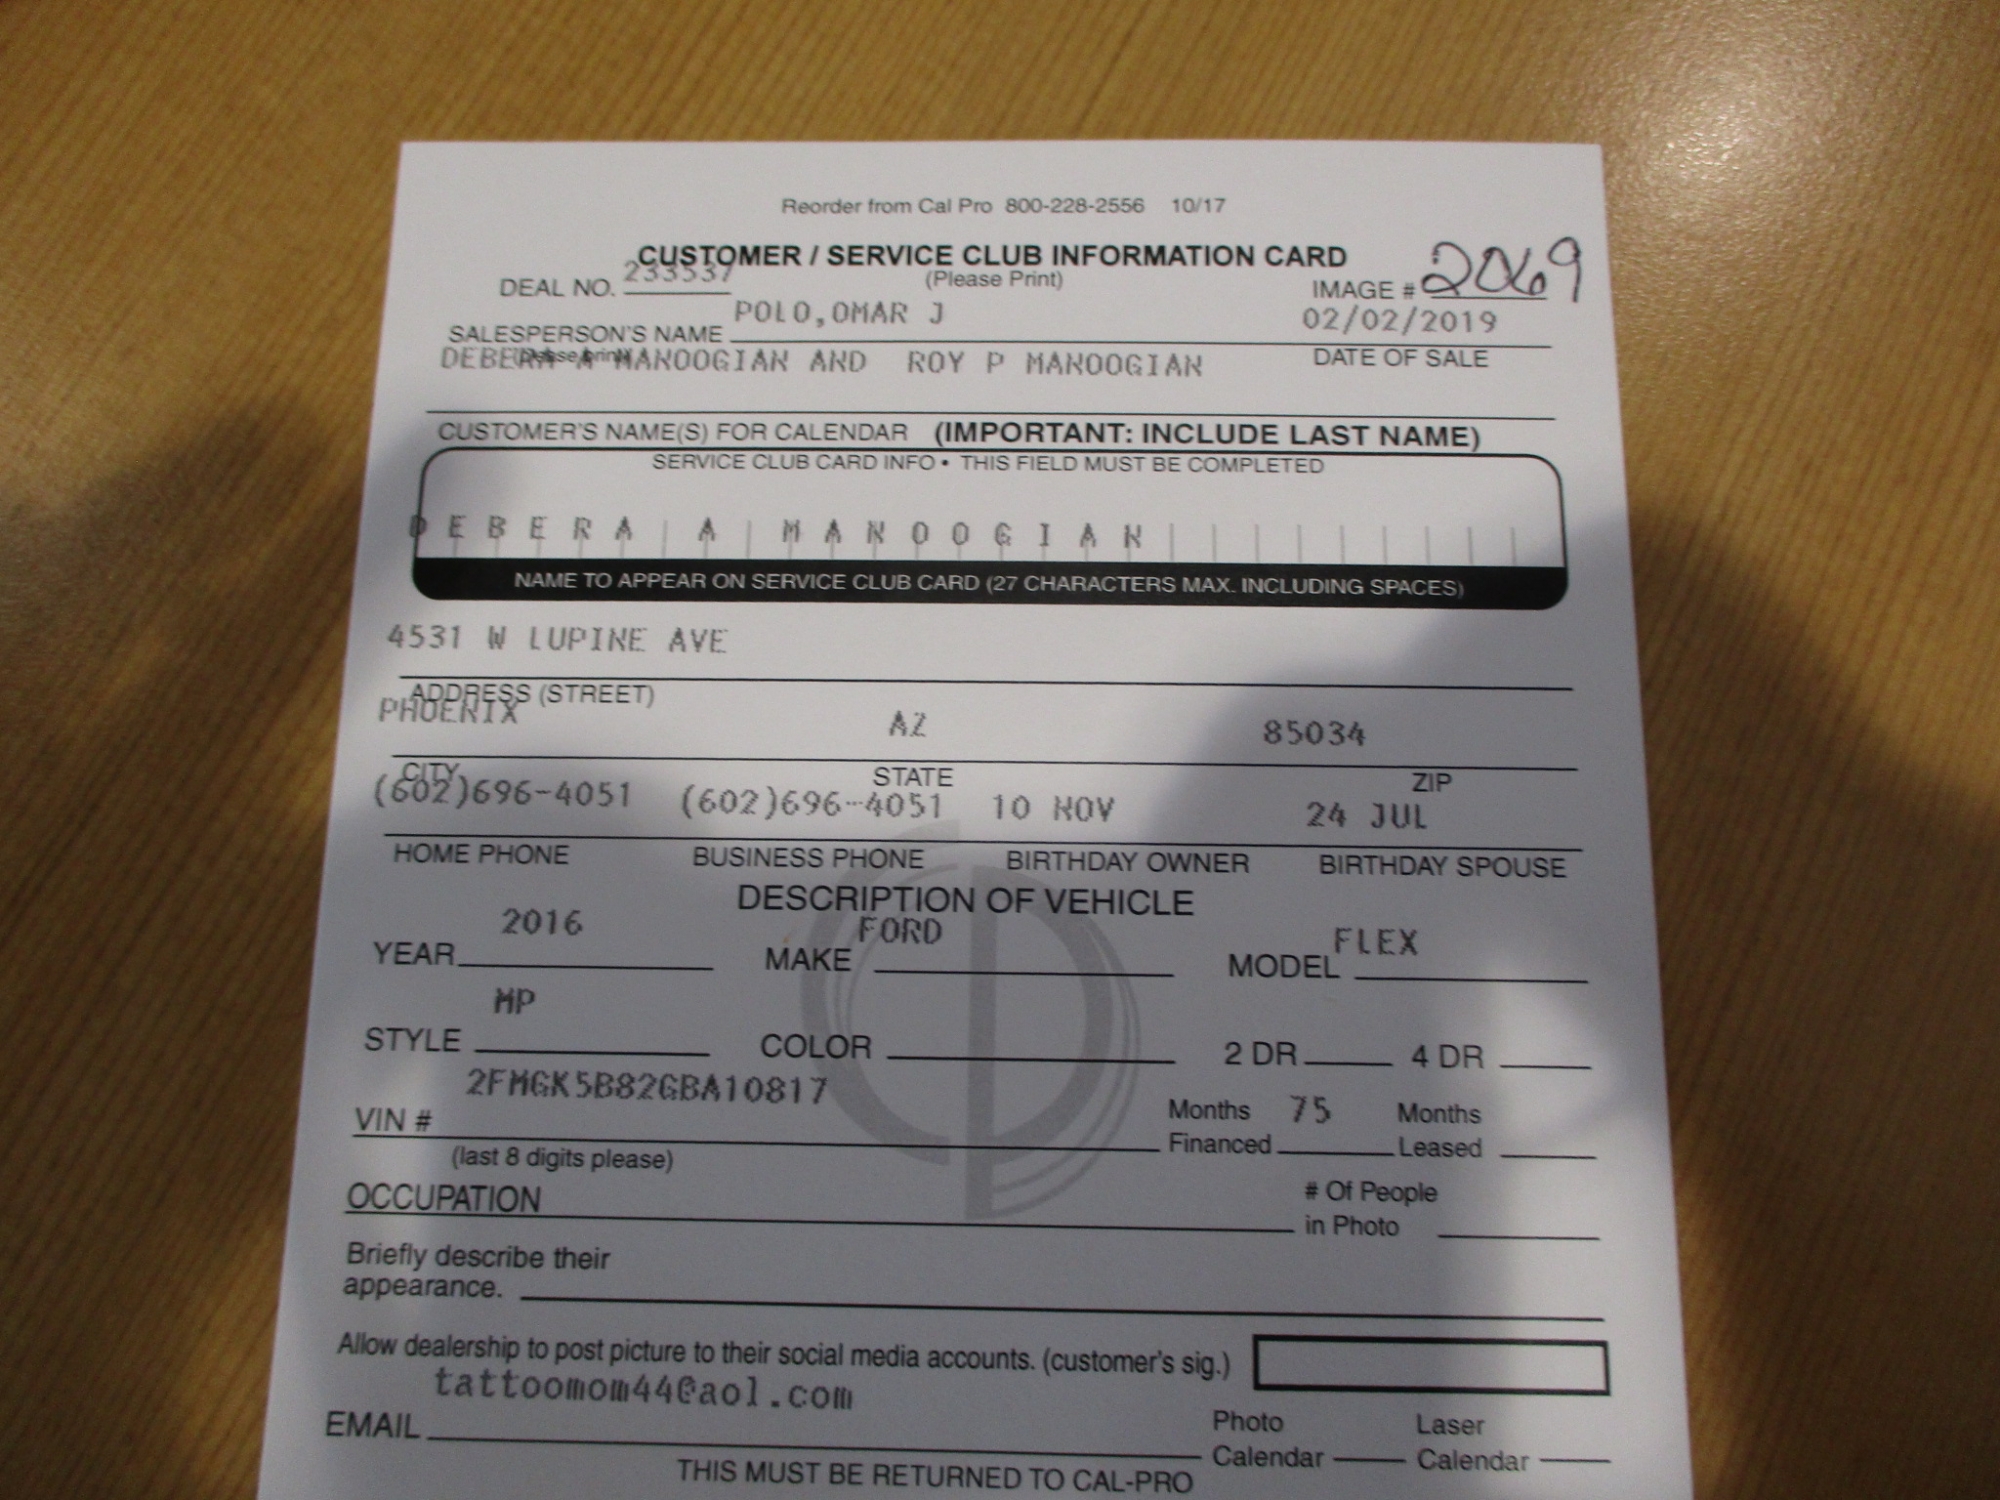 Reorder from Cal Pro 800-228-2556 10/17
CUSTOMER / SERVICE CLUB INFORMATION CARD
(Please Print)
DEAL NO. 233537
IMAGE # 2069
POLO,OMAR J
02/02/2019
SALESPERSON'S NAME
Please print
DATE OF SALE
DEBERA A MANOOGIAN AND ROY P MANOOGIAN
CUSTOMER'S NAME(S) FOR CALENDAR (IMPORTANT: INCLUDE LAST NAME)
SERVICE CLUB CARD INFO • THIS FIELD MUST BE COMPLETED
DEBERA A MANOOGIAN
NAME TO APPEAR ON SERVICE CLUB CARD (27 CHARACTERS MAX. INCLUDING SPACES)
4531 W LUPINE AVE
ADDRESS (STREET)
PHOENIX AZ 85034
CITY STATE ZIP
(602)696-4051 (602)696-4051 10 NOV 24 JUL
HOME PHONE BUSINESS PHONE BIRTHDAY OWNER BIRTHDAY SPOUSE
DESCRIPTION OF VEHICLE
2016 FORD FLEX
YEAR MAKE MODEL
MP
STYLE COLOR 2 DR 4 DR
2FMGK5B82GBA10817
VIN # Months Financed 75 Months Leased
(last 8 digits please)
OCCUPATION # Of People in Photo
Briefly describe their
appearance.
Allow dealership to post picture to their social media accounts. (customer's sig.)
tattoomom44@aol.com
EMAIL Photo Calendar Laser Calendar
THIS MUST BE RETURNED TO CAL-PRO